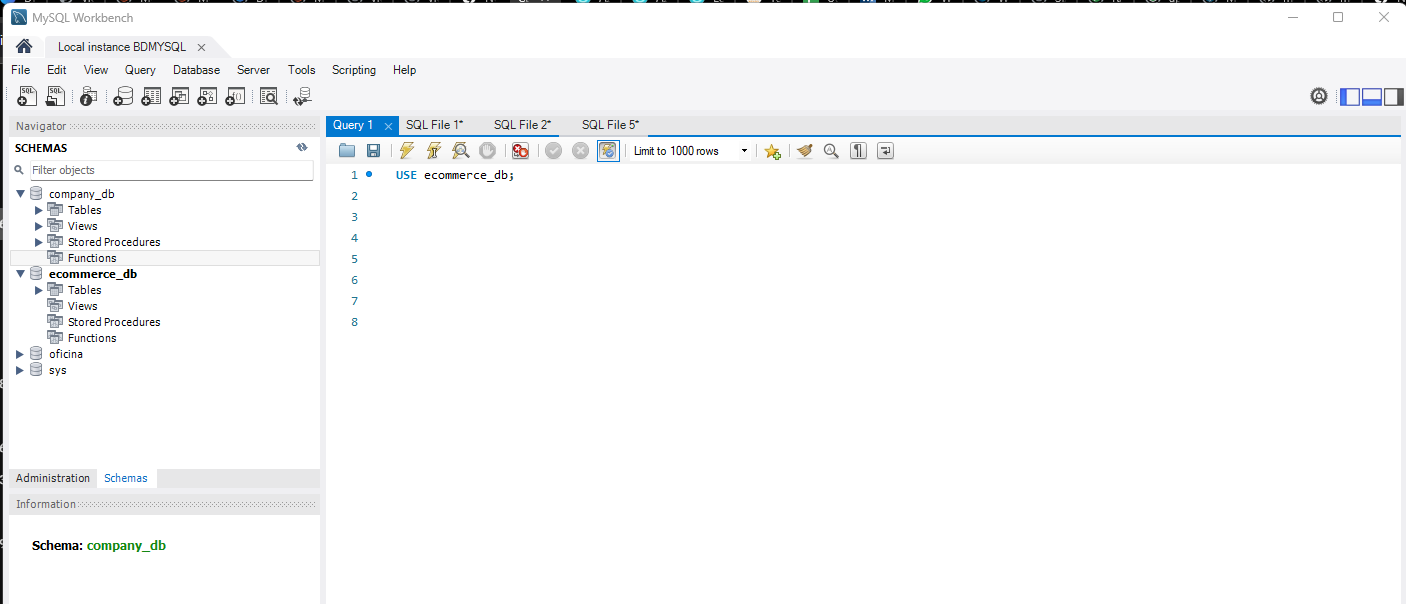 MySQL Workbench
Local instance BDMYSQL
File Edit View Query Database Server Tools Scripting Help
Navigator
SCHEMAS
Filter objects
company_db
Tables
Views
Stored Procedures
Functions
ecommerce_db
Tables
Views
Stored Procedures
Functions
oficina
sys
Administration Schemas
Information
Schema: company_db
Query 1 SQL File 1* SQL File 2* SQL File 5*
Limit to 1000 rows
1 USE ecommerce_db;
2
3
4
5
6
7
8